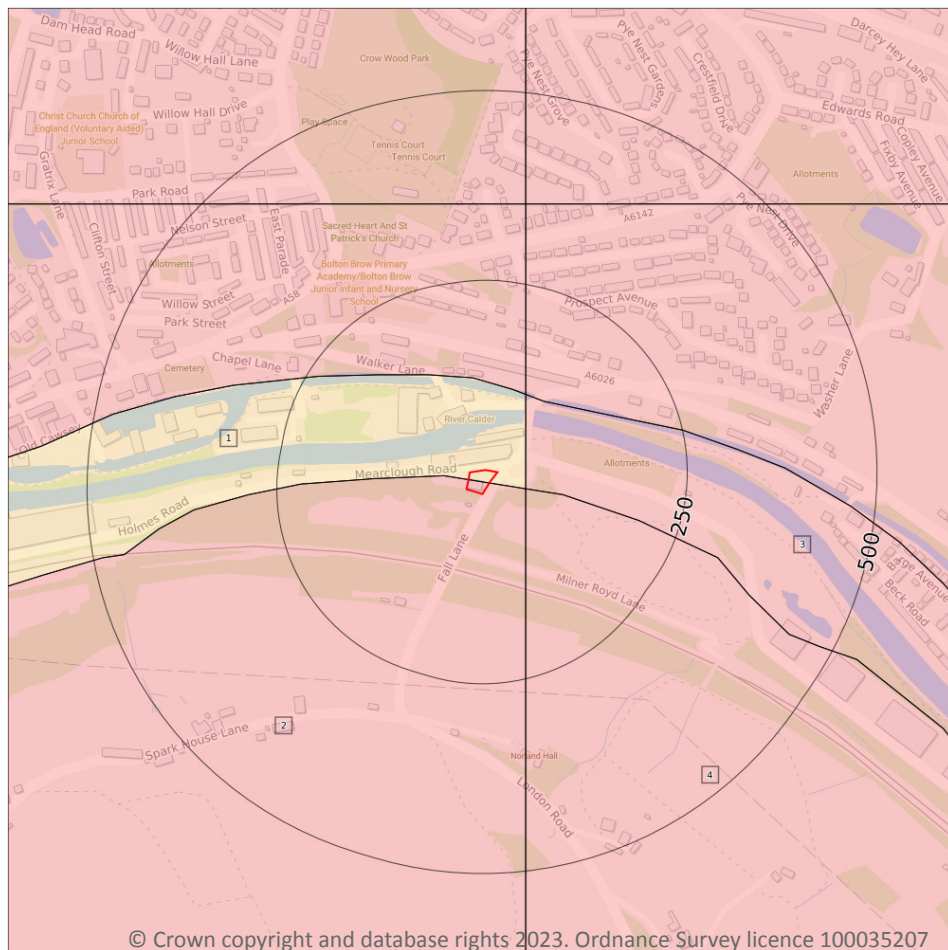 Dam Head Road
Willow Hall Lane
Crow Wood Park
Pye Nest Grove
Pye Nest Gardens
Crestfield Drive
Darcey Hey Lane
Edwards Road
Copley Avenue
Fixby Avenue
Christ Church Church of
England (Voluntary Aided)
Junior School
Willow Hall Drive
Play Space
Tennis Court
Tennis Court
Gratrix Lane
Park Road
Allotments
Nelson Street
East Parade
Clifton Street
Sacred Heart And St
Patrick's Church
A6142
Pye Nest Drive
Allotments
Bolton Brow Primary
Academy/Bolton Brow
Junior Infant and Nursery
School
Willow Street
A58
Park Street
Prospect Avenue
Chapel Lane
Walker Lane
Cemetery
A6026
Washer Lane
Old Cawsey
1
River Calder
Mearclough Road
Allotments
Holmes Road
250
500
3
Fall Lane
Milner Royd Lane
Beck Road
2
Spark House Lane
Norland Hall
4
London Road
© Crown copyright and database rights 2023. Ordnance Survey licence 100035207